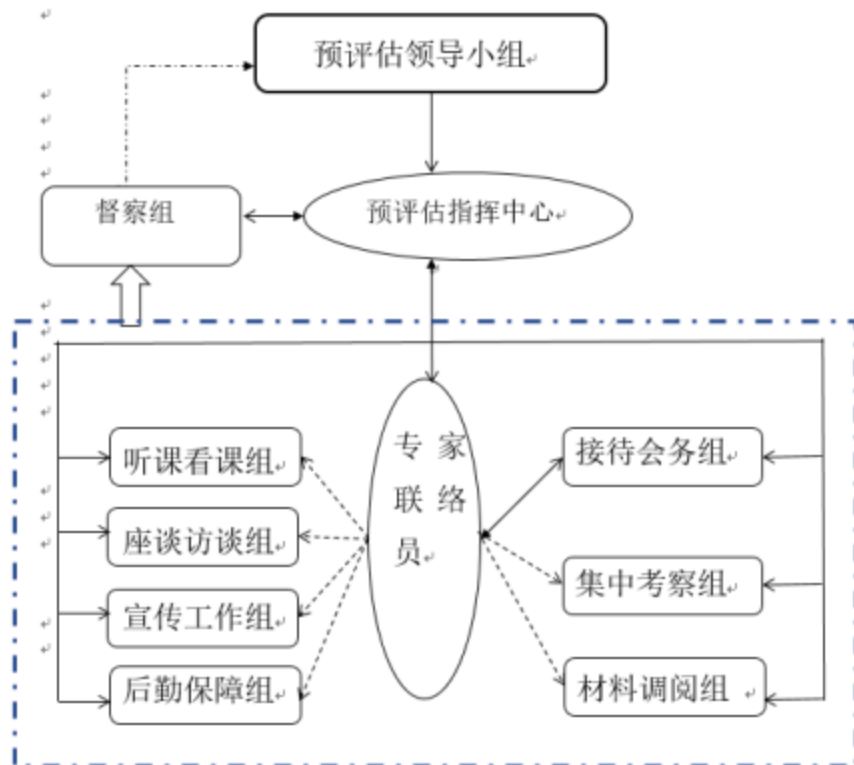 预评估领导小组
督察组
预评估指挥中心
专家
联络
员
听课看课组
座谈访谈组
宣传工作组
后勤保障组
接待会务组
集中考察组
材料调阅组